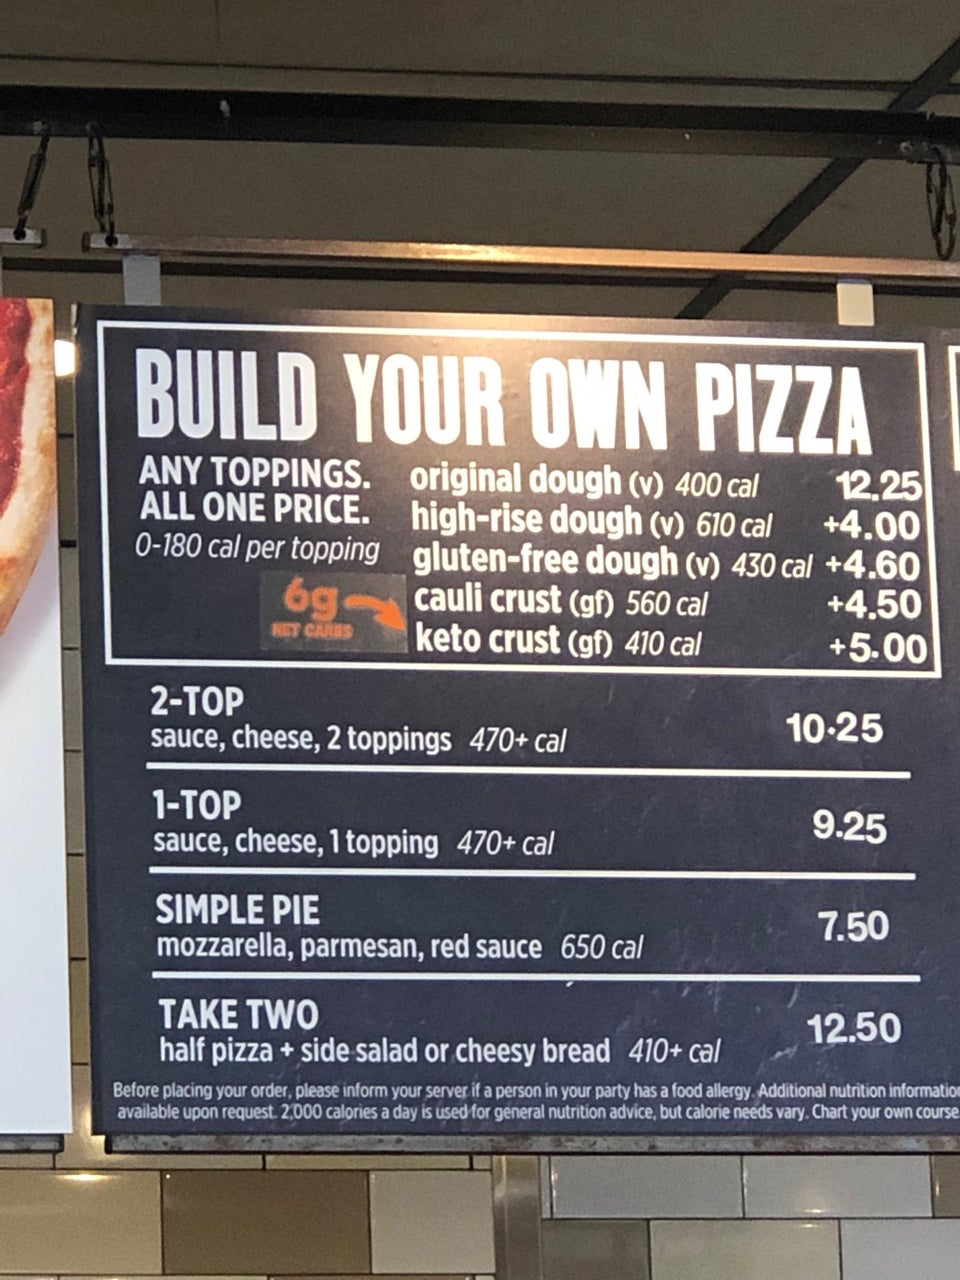 BUILD YOUR OWN PIZZA
ANY TOPPINGS.
ALL ONE PRICE.
0-180 cal per topping
6g
NET CARBS
original dough (v) 400 cal 12.25
high-rise dough (v) 610 cal +4.00
gluten-free dough (v) 430 cal +4.60
cauli crust (gf) 560 cal +4.50
keto crust (gf) 410 cal +5.00
2-TOP
sauce, cheese, 2 toppings 470+ cal 10.25
1-TOP
sauce, cheese, 1 topping 470+ cal 9.25
SIMPLE PIE
mozzarella, parmesan, red sauce 650 cal 7.50
TAKE TWO
half pizza + side salad or cheesy bread 410+ cal 12.50
Before placing your order, please inform your server if a person in your party has a food allergy. Additional nutrition informatio
available upon request. 2,000 calories a day is used for general nutrition advice, but calorie needs vary. Chart your own course.